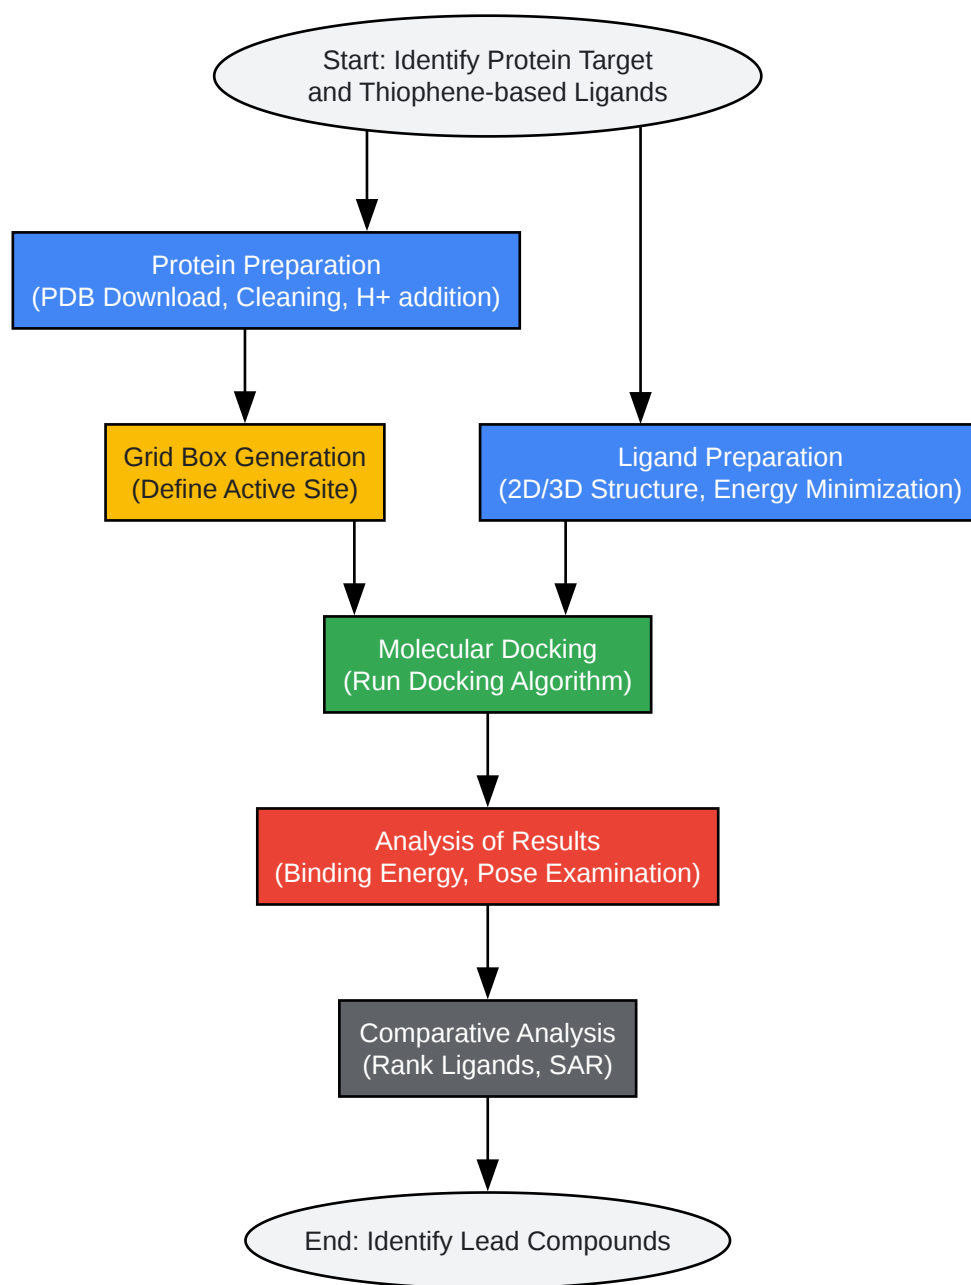 Start: Identify Protein Target
and Thiophene-based Ligands
Protein Preparation
(PDB Download, Cleaning, H+ addition)
Grid Box Generation
(Define Active Site)
Ligand Preparation
(2D/3D Structure, Energy Minimization)
Molecular Docking
(Run Docking Algorithm)
Analysis of Results
(Binding Energy, Pose Examination)
Comparative Analysis
(Rank Ligands, SAR)
End: Identify Lead Compounds